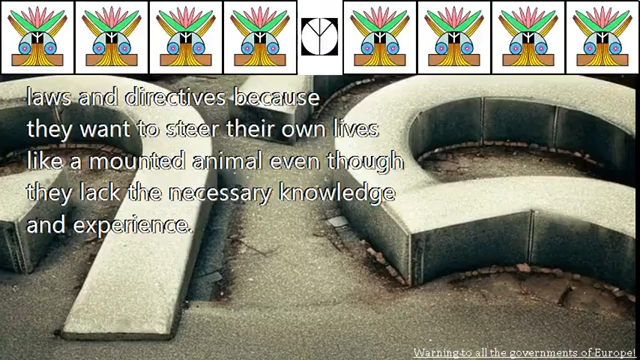 laws and directives because
they want to steer their own lives
like a mounted animal even though
they lack the necessary knowledge
and experience.
Warning to all the governments of Europe!